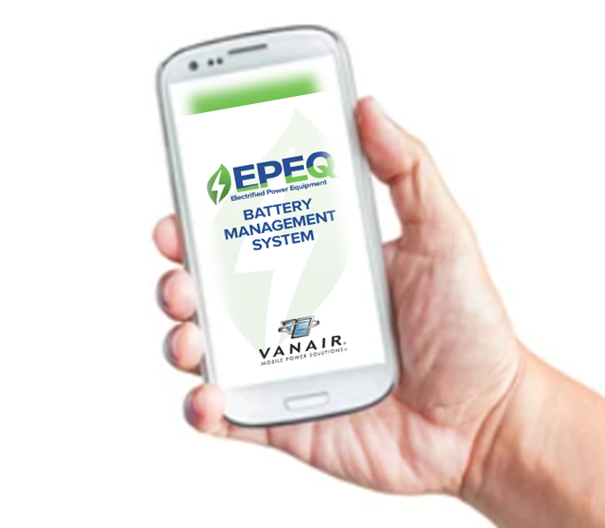 EPEQ
Electrified Power Equipment
BATTERY
MANAGEMENT
SYSTEM
VANAIR®
MOBILE POWER SOLUTIONS